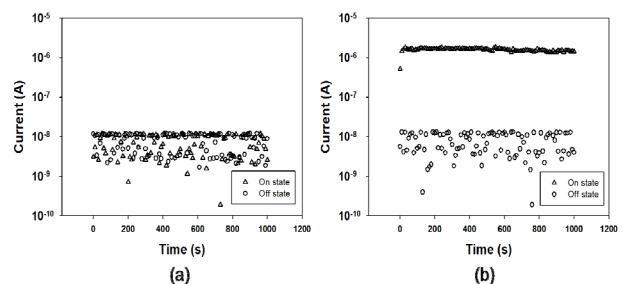 10^-5
10^-6
10^-7
10^-8
10^-9
10^-10
Current (A)
0 200 400 600 800 1000 1200
Time (s)
On state
Off state
(a)
10^-5
10^-6
10^-7
10^-8
10^-9
10^-10
Current (A)
0 200 400 600 800 1000 1200
Time (s)
On state
Off state
(b)